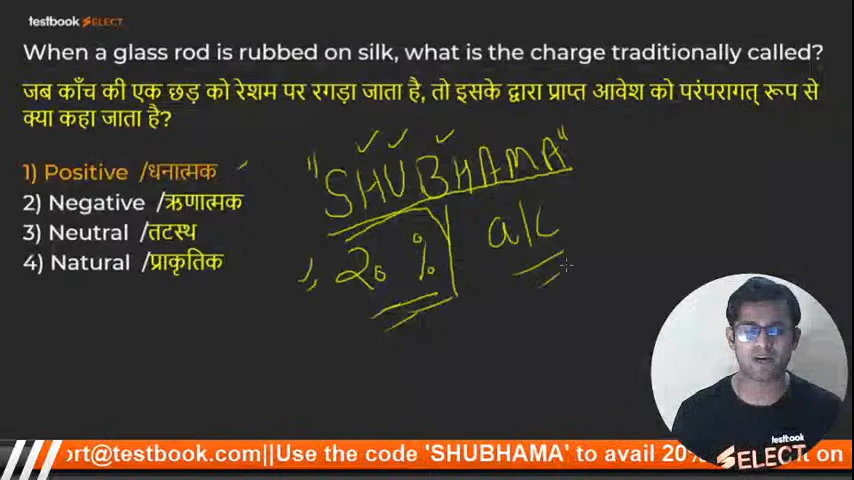 testbook SELECT
When a glass rod is rubbed on silk, what is the charge traditionally called?
जब काँच की एक छड़ को रेशम पर रगड़ा जाता है, तो इसके द्वारा प्राप्त आवेश को परंपरागत् रूप से
क्या कहा जाता है?
1) Positive /धनात्मक
2) Negative /ऋणात्मक
3) Neutral /तटस्थ
4) Natural /प्राकृतिक
"SHUBHAMA"
20 %
testbook
SELECT
ort@testbook.com||Use the code 'SHUBHAMA' to avail 20% on